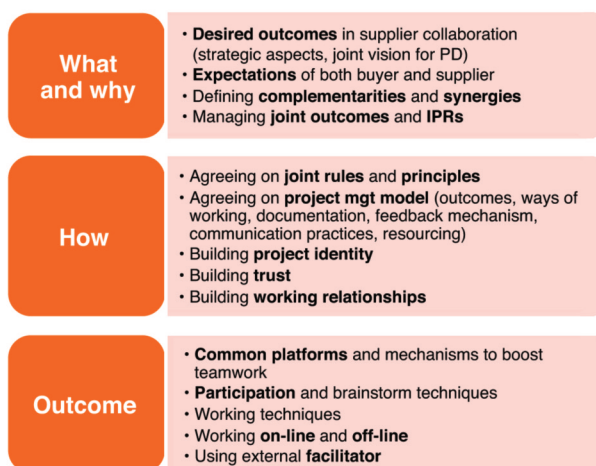 What
and why
• Desired outcomes in supplier collaboration
(strategic aspects, joint vision for PD)
• Expectations of both buyer and supplier
• Defining complementarities and synergies
• Managing joint outcomes and IPRs
How
• Agreeing on joint rules and principles
• Agreeing on project mgt model (outcomes, ways of
working, documentation, feedback mechanism,
communication practices, resourcing)
• Building project identity
• Building trust
• Building working relationships
Outcome
• Common platforms and mechanisms to boost
teamwork
• Participation and brainstorm techniques
• Working techniques
• Working on-line and off-line
• Using external facilitator